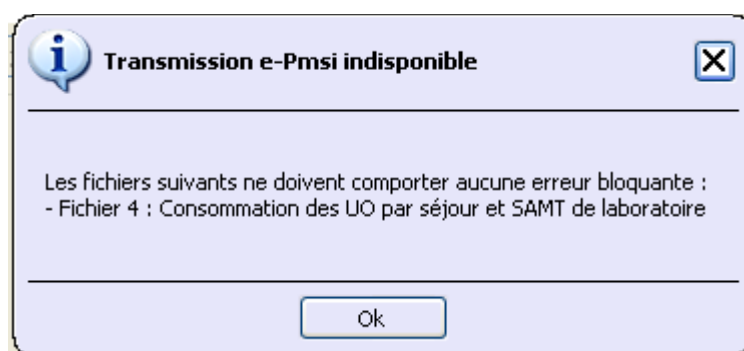 Transmission e-Pmsi indisponible
Les fichiers suivants ne doivent comporter aucune erreur bloquante :
- Fichier 4 : Consommation des UO par séjour et SAMT de laboratoire
Ok